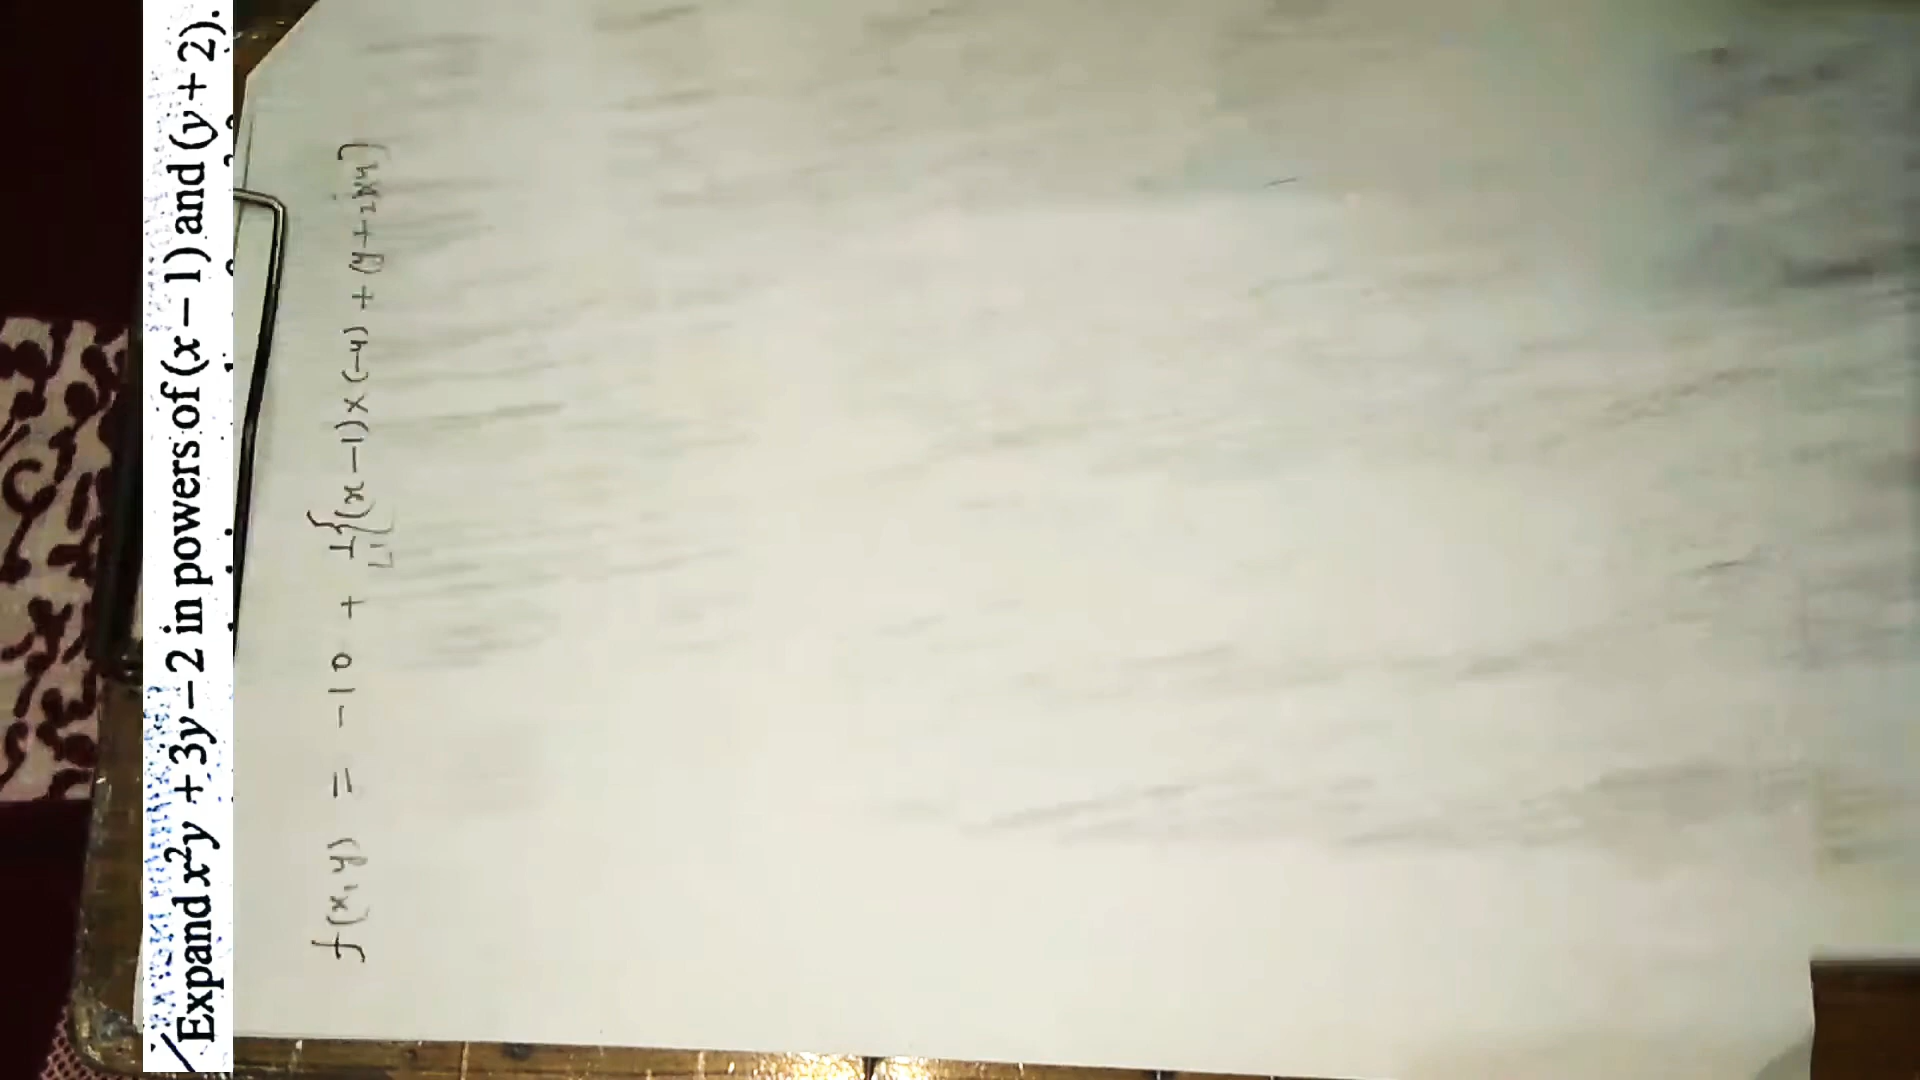 Expand x²y + 3y – 2 in powers of (x – 1) and (y + 2).
f(x,y) = -10 + 1/⌊1 {(x-1)×(-4) + (y+2)×4}